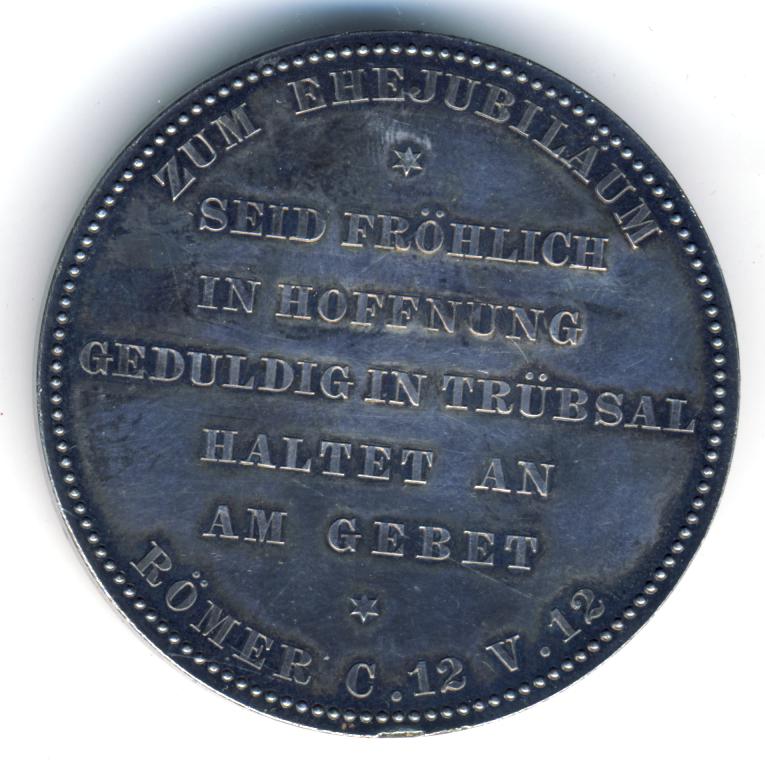 ZUM EHEJUBILÄUM
SEID FRÖHLICH
IN HOFFNUNG
GEDULDIG IN TRÜBSAL
HALTET AN
AM GEBET
RÖMER C. 12 V. 12